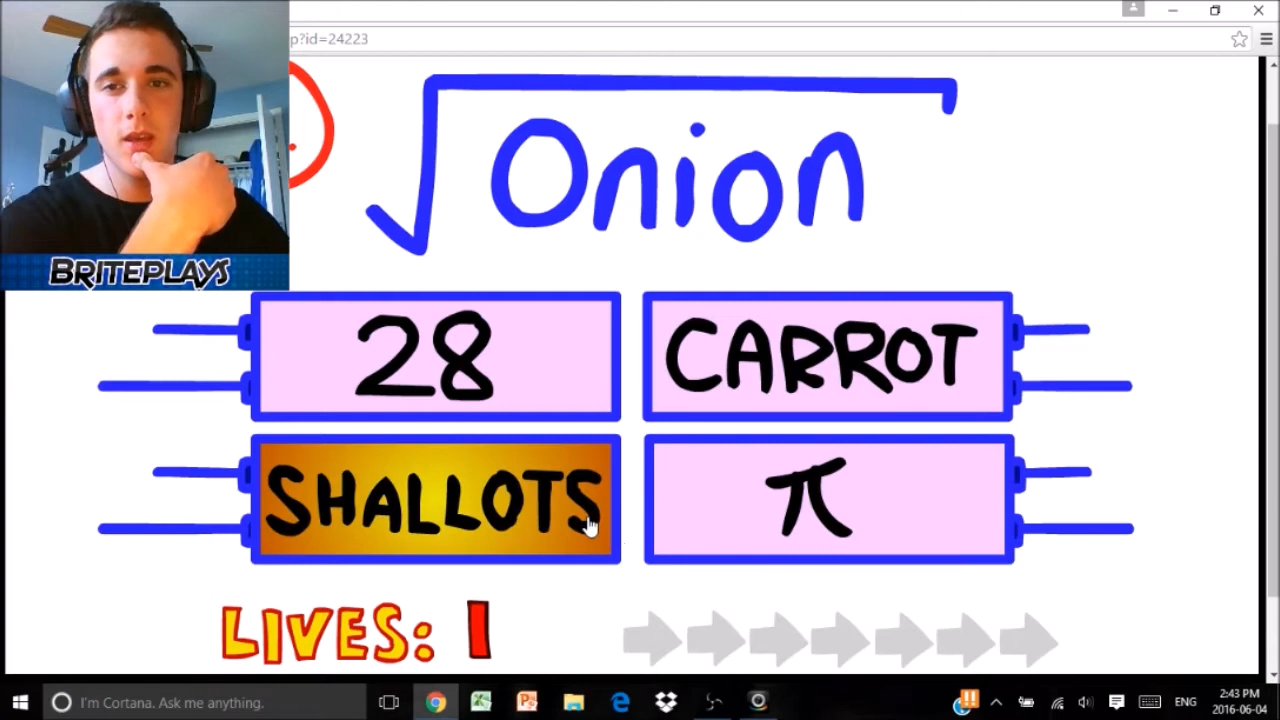 p?id=24223
√Onion
BRITEPLAYS
28
CARROT
SHALLOTS
π
LIVES: 1
I'm Cortana. Ask me anything.
ENG
2:43 PM
2016-06-04